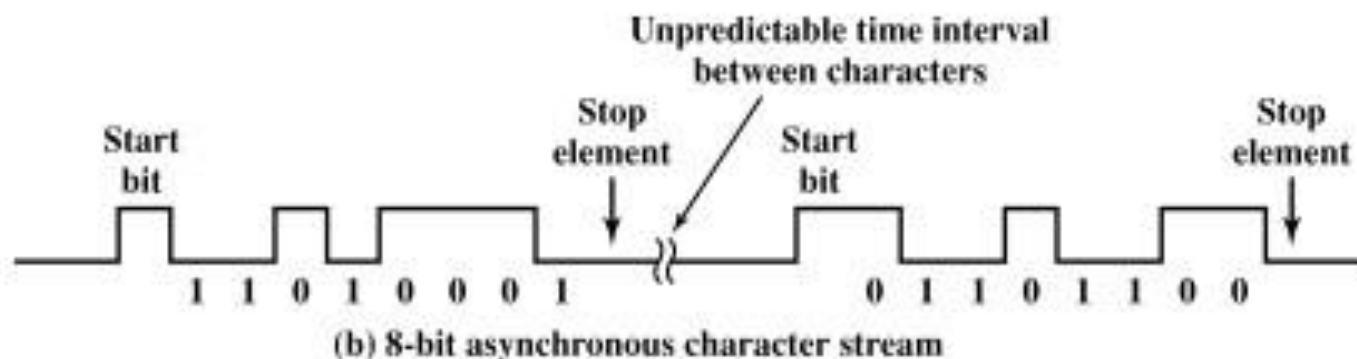 Unpredictable time interval
between characters
Start
bit
Stop
element
Start
bit
Stop
element
1 1 0 1 0 0 0 1
0 1 1 0 1 1 0 0
(b) 8-bit asynchronous character stream